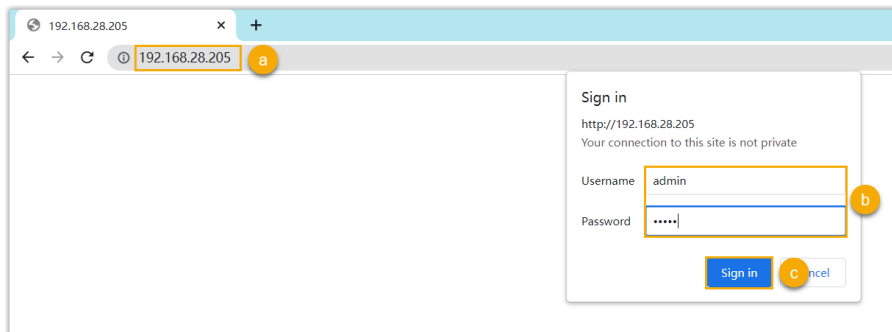 192.168.28.205
192.168.28.205 a
Sign in
http://192.168.28.205
Your connection to this site is not private
Username admin
b
Password •••••
Sign in c ncel